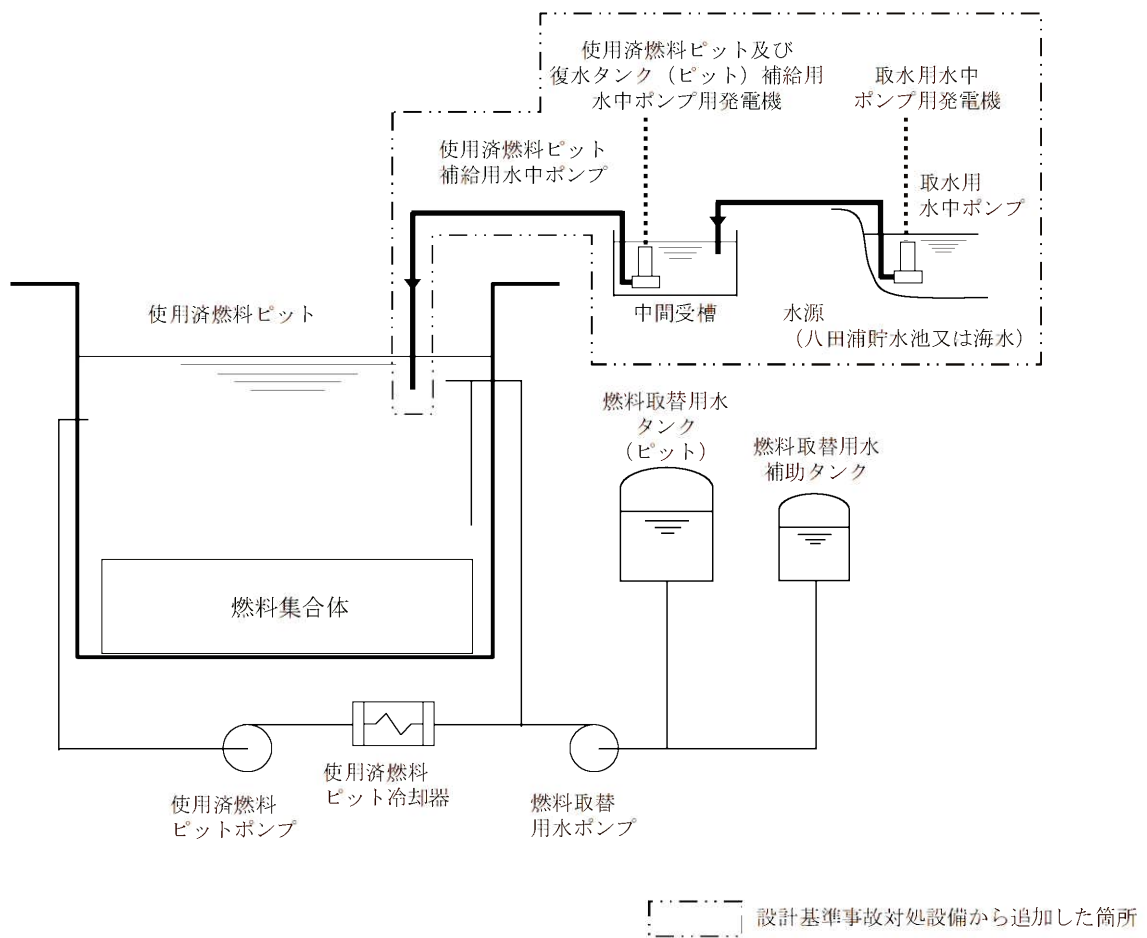 使用済燃料ピット及び
復水タンク（ピット）補給用
水中ポンプ用発電機
取水用水中
ポンプ用発電機
使用済燃料ピット
補給用水中ポンプ
取水用
水中ポンプ
中間受槽
水源
（八田浦貯水池又は海水）
使用済燃料ピット
燃料取替用水
タンク
（ピット）
燃料取替用水
補助タンク
燃料集合体
使用済燃料
ピット冷却器
使用済燃料
ピットポンプ
燃料取替
用水ポンプ
設計基準事故対処設備から追加した箇所